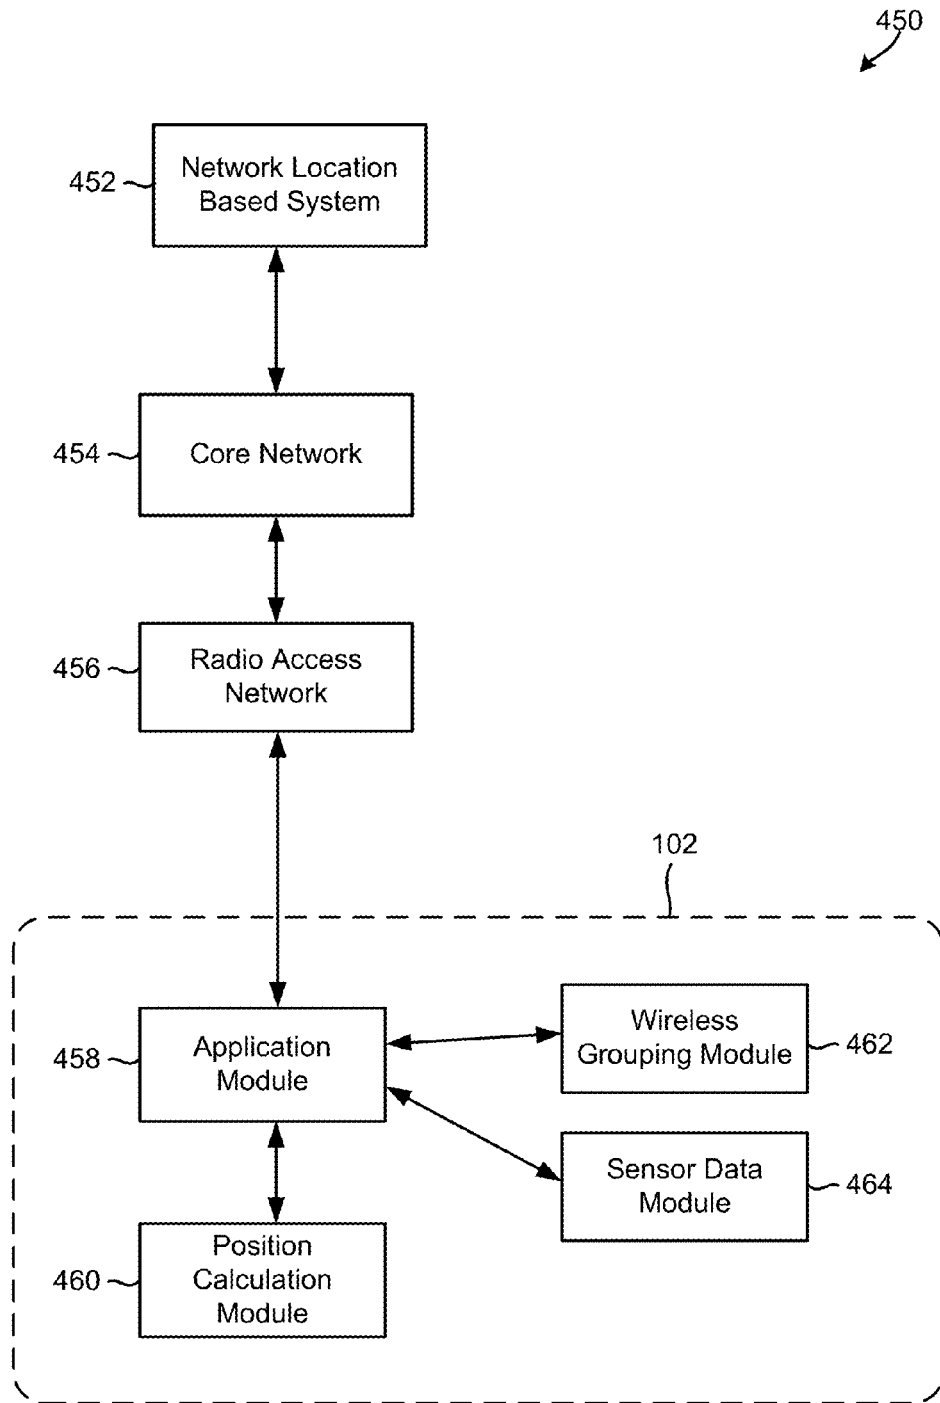 450
452
Network Location
Based System
454
Core Network
456
Radio Access
Network
102
458
Application
Module
Wireless
Grouping Module
462
Sensor Data
Module
464
460
Position
Calculation
Module